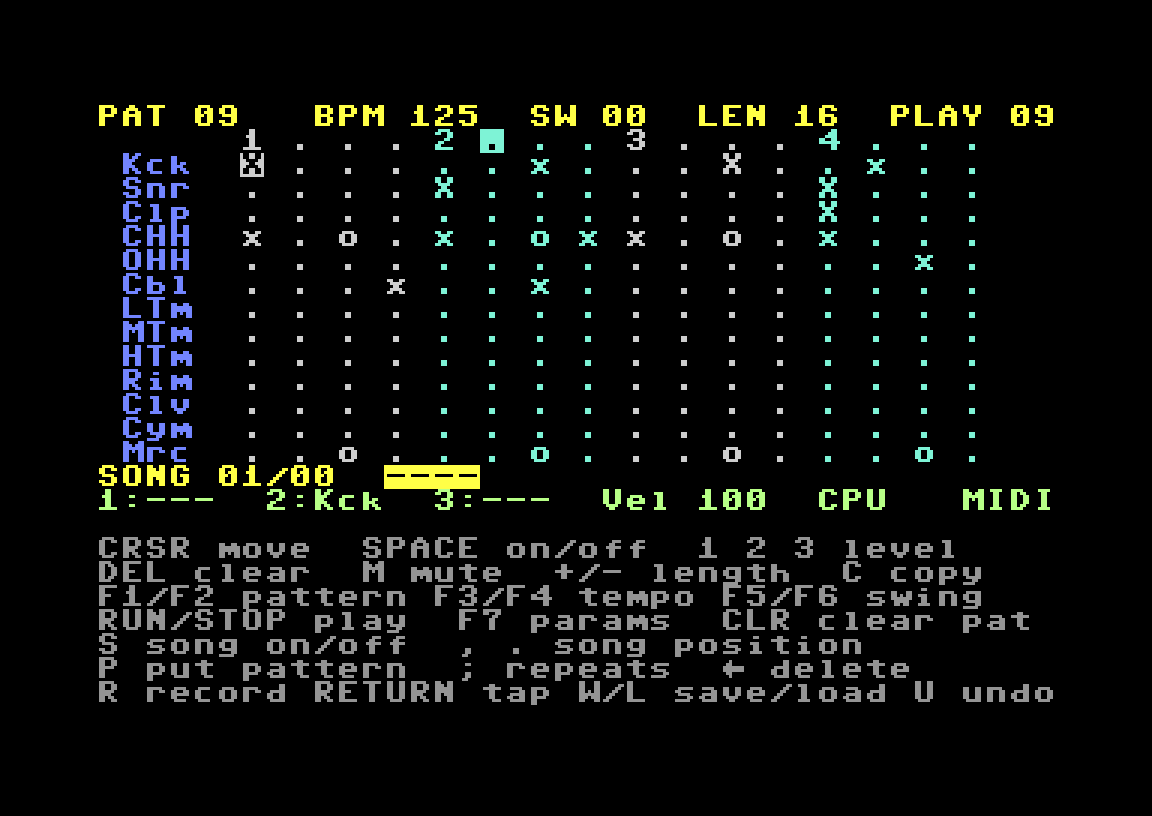 PAT 09 BPM 125 SW 00 LEN 16 PLAY 09
1 . . . 2 . . . 3 . . . 4 . . .
Kck X . . . . . x . . . X . . x . .
Snr . . . . X . . . . . . . X . . .
Clp . . . . . . . . . . . . X . . .
CHH x . o . x . o x x . o . x . . .
OHH . . . . . . . . . . . . . . x .
Cbl . . . x . . x . . . . . . . . .
LTm . . . . . . . . . . . . . . . .
MTm . . . . . . . . . . . . . . . .
HTm . . . . . . . . . . . . . . . .
Rim . . . . . . . . . . . . . . . .
Clv . . . . . . . . . . . . . . . .
Cym . . . . . . . . . . . . . . . .
Mrc . . o . . . o . . . o . . . o .
SONG 01/00 ----
1:--- 2:Kck 3:--- Vel 100 CPU MIDI
CRSR move SPACE on/off 1 2 3 level
DEL clear M mute +/- length C copy
F1/F2 pattern F3/F4 tempo F5/F6 swing
RUN/STOP play F7 params CLR clear pat
S song on/off , . song position
P put pattern ; repeats ← delete
R record RETURN tap W/L save/load U undo